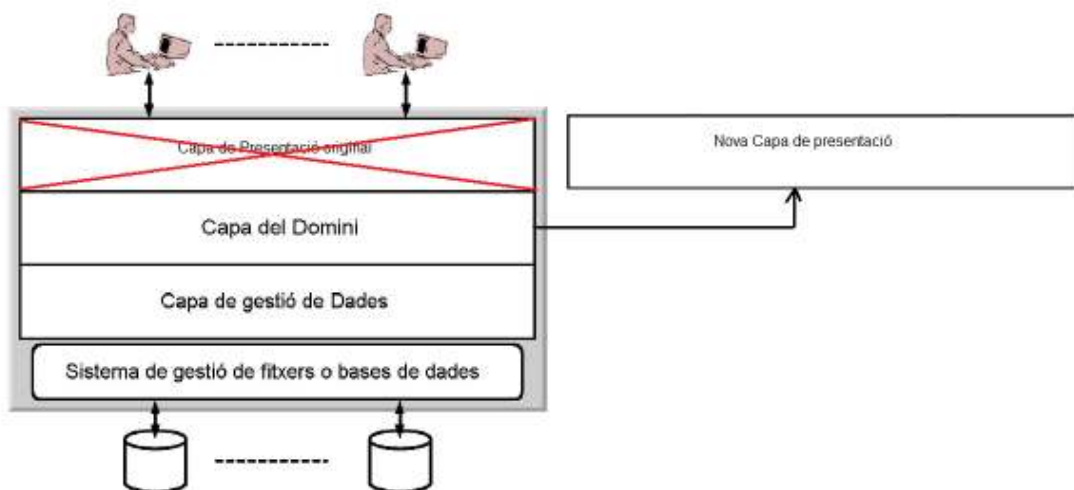 Capa de Presentació original
Nova Capa de presentació
Capa del Domini
Capa de gestió de Dades
Sistema de gestió de fitxers o bases de dades